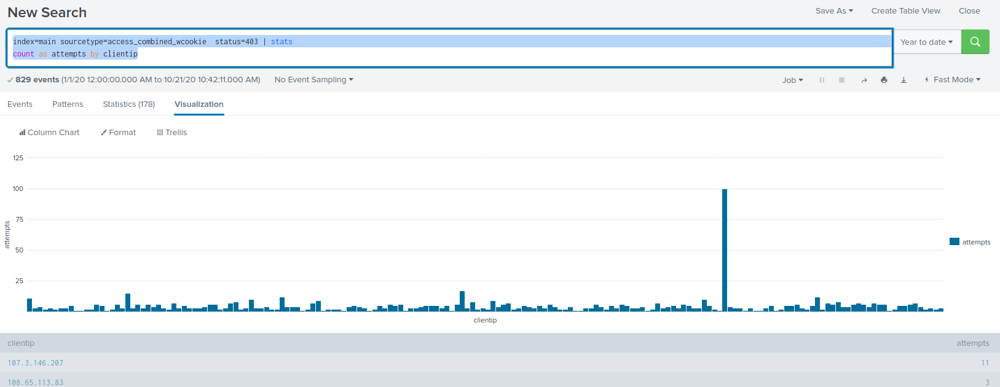 New Search
Save As Create Table View Close
index=main sourcetype=access_combined_wcookie  status=403 | stats
count as attempts by clientip
Year to date
829 events (1/1/20 12:00:00.000 AM to 10/21/20 10:42:11.000 AM) No Event Sampling
Job Fast Mode
Events Patterns Statistics (178) Visualization
Column Chart Format Trellis
125
100
75
50
25
attempts
attempts
clientip
clientip attempts
107.3.146.207 11
108.65.113.83 3